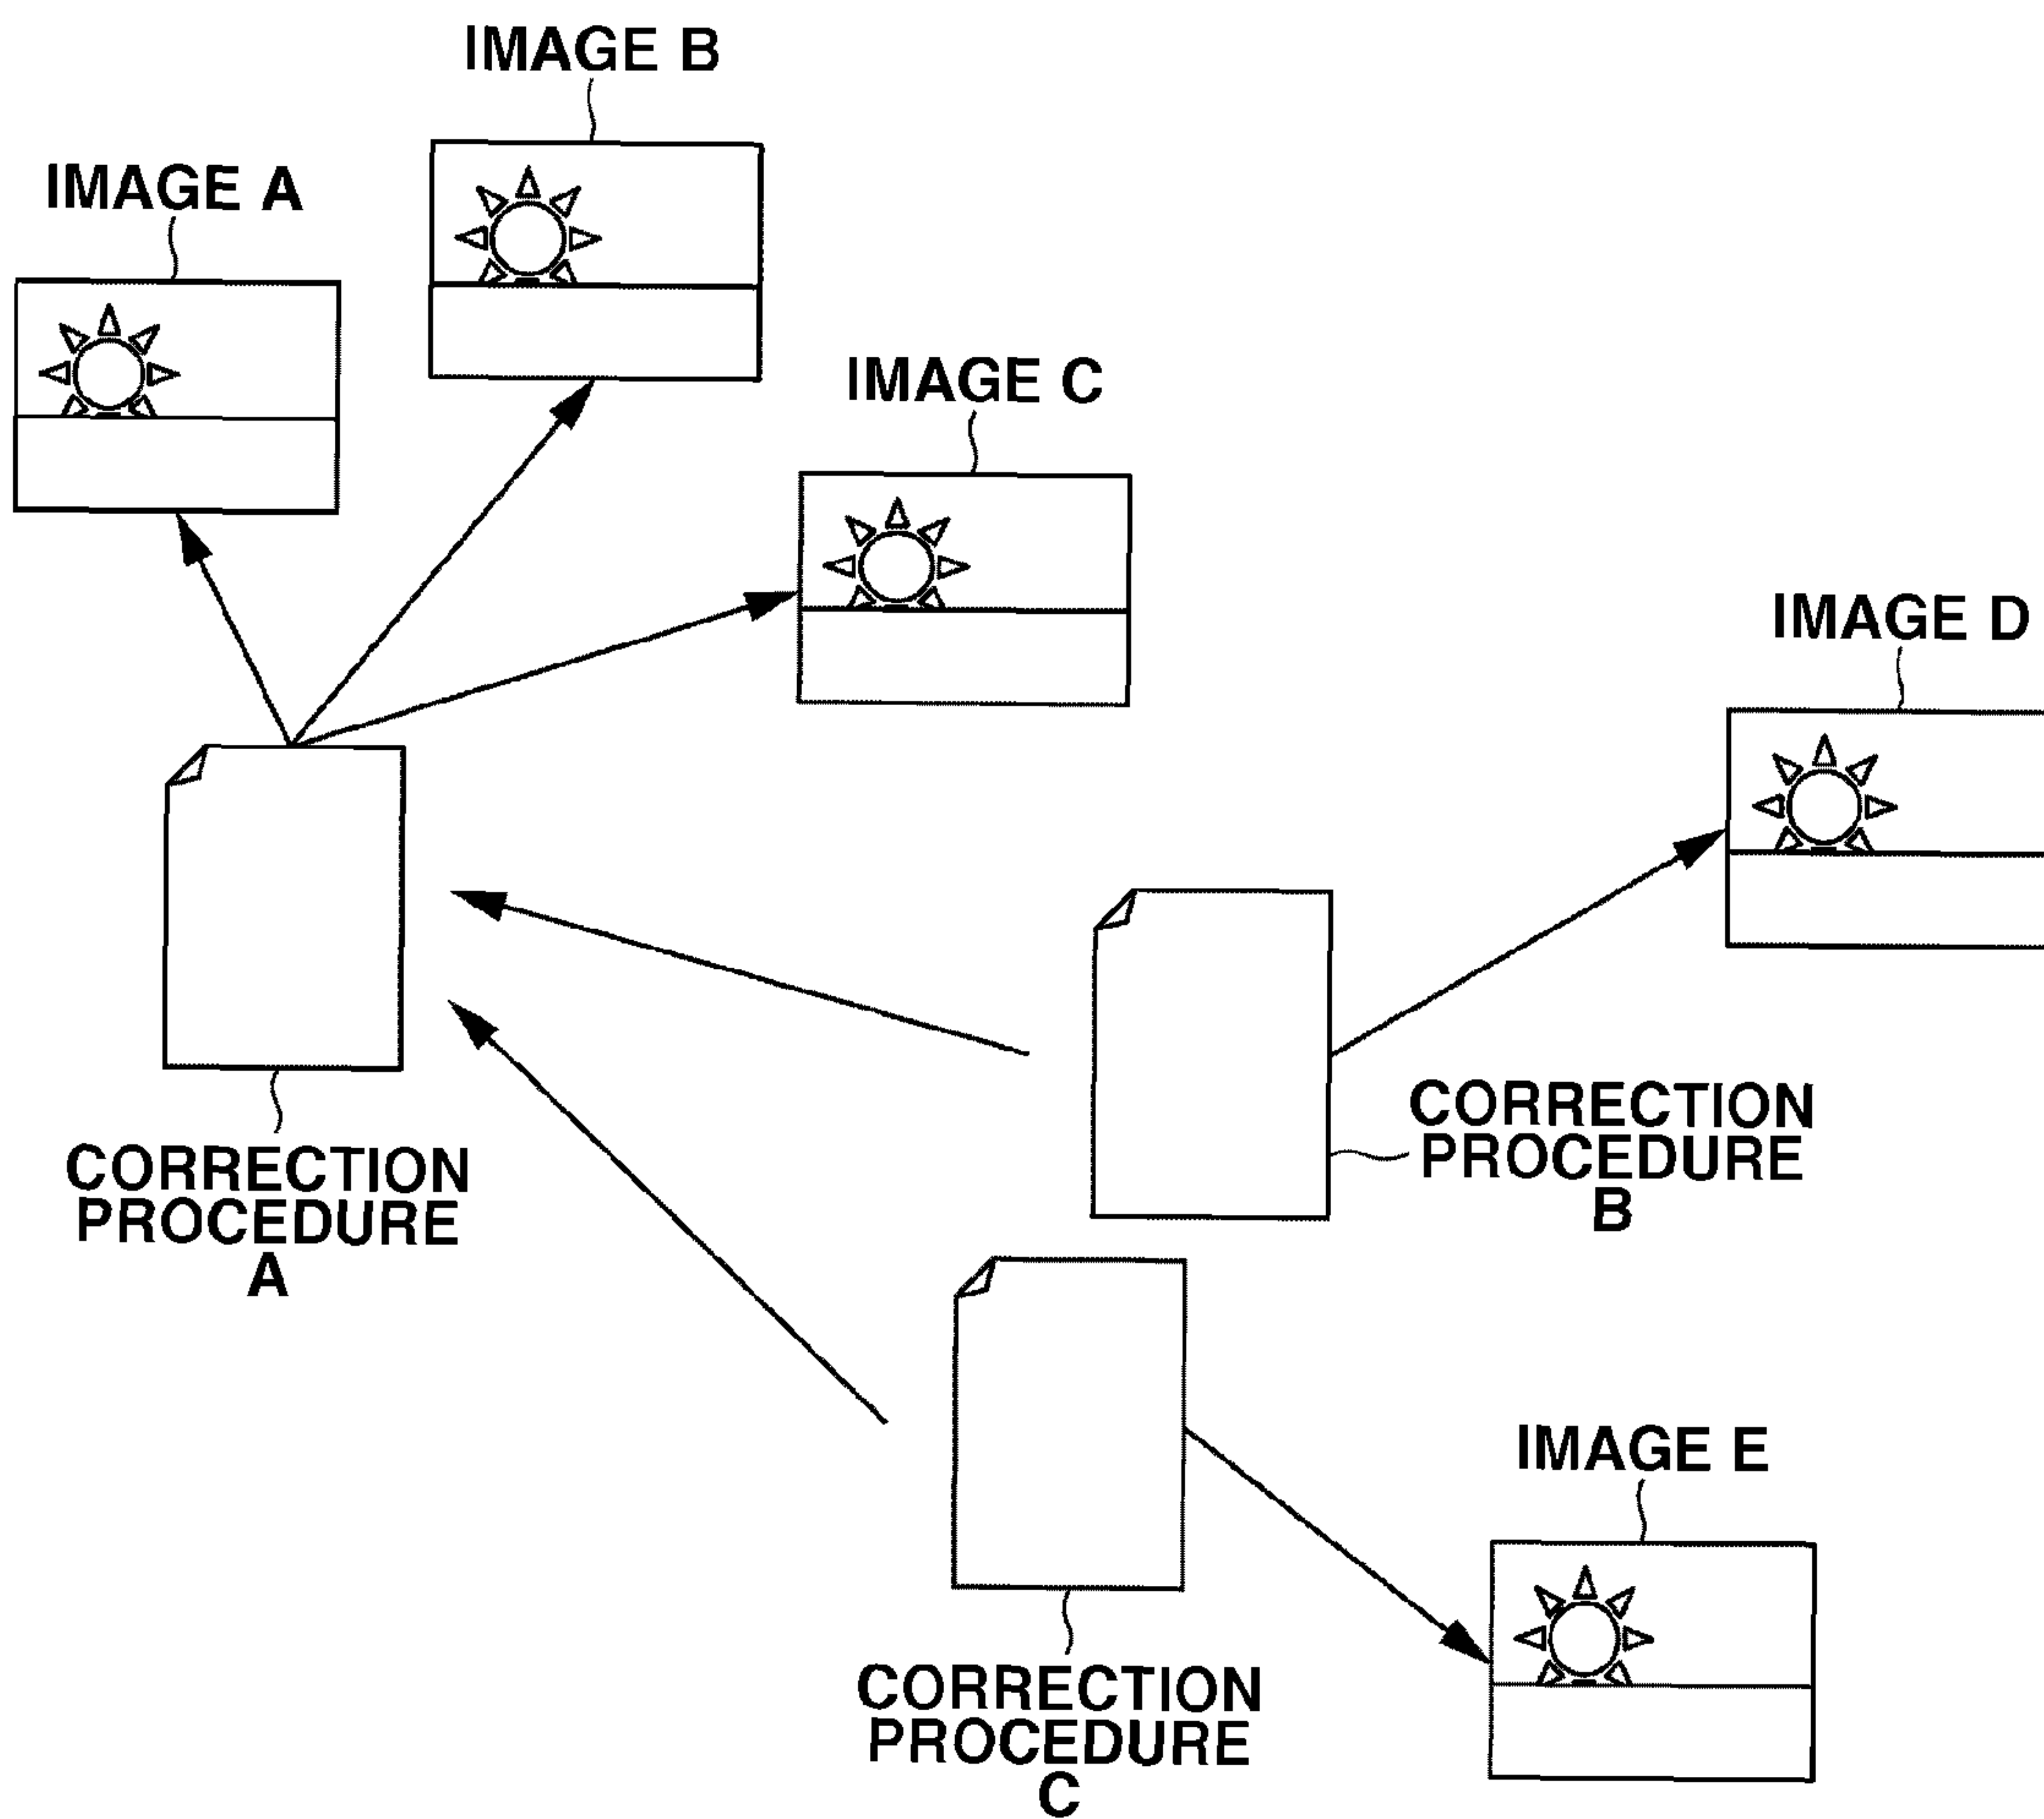 IMAGE B
IMAGE A
IMAGE C
IMAGE D
CORRECTION
PROCEDURE
B
CORRECTION
PROCEDURE
A
IMAGE E
CORRECTION
PROCEDURE
C